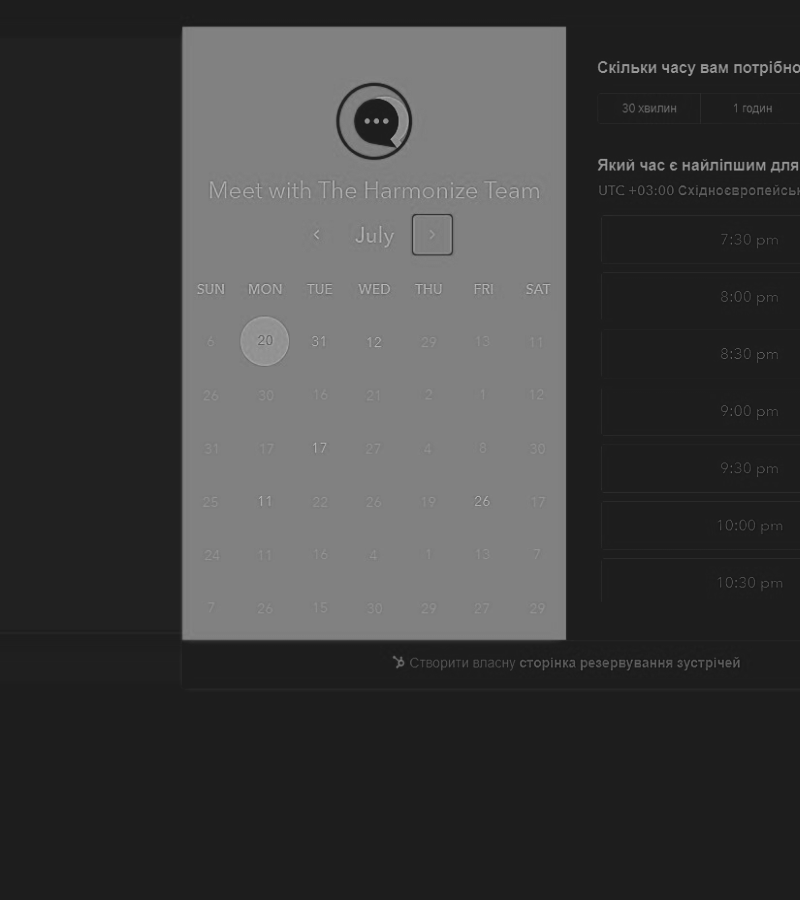 Meet with The Harmonize Team
July
SUN MON TUE WED THU FRI SAT
6 20 31 12 29 13 11
26 30 16 21 2 1 12
31 17 17 27 4 8 30
25 11 22 26 19 26 17
24 11 16 4 1 13 7
7 26 15 30 29 27 29
Скільки часу вам потрібно
30 хвилин 1 годин
Який час є найліпшим для
UTC +03:00 Східноєвропейськ
7:30 pm
8:00 pm
8:30 pm
9:00 pm
9:30 pm
10:00 pm
10:30 pm
Створити власну сторінка резервування зустрічей